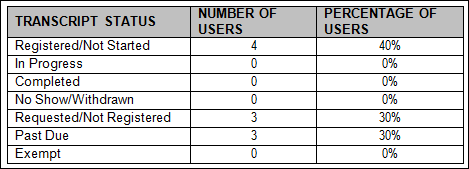 TRANSCRIPT STATUS NUMBER OF USERS PERCENTAGE OF USERS
Registered/Not Started 4 40%
In Progress 0 0%
Completed 0 0%
No Show/Withdrawn 0 0%
Requested/Not Registered 3 30%
Past Due 3 30%
Exempt 0 0%